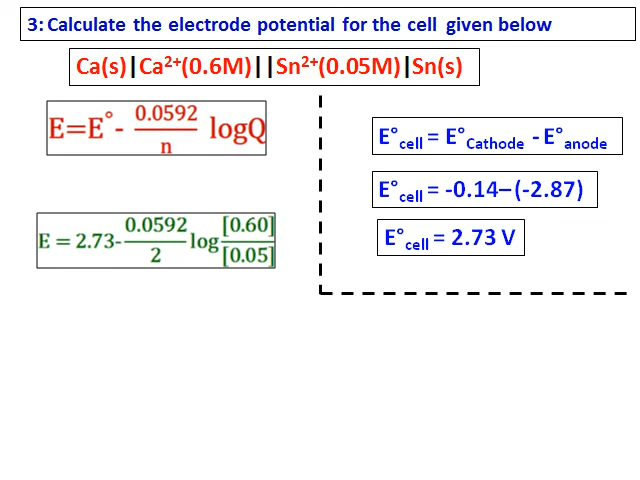 3: Calculate the electrode potential for the cell given below
Ca(s)|Ca²⁺(0.6M)||Sn²⁺(0.05M)|Sn(s)
E=E°- 0.0592/n logQ
E°cell = E°Cathode - E°anode
E°cell = -0.14–(-2.87)
E°cell = 2.73 V
E = 2.73- 0.0592/2 log [0.60]/[0.05]